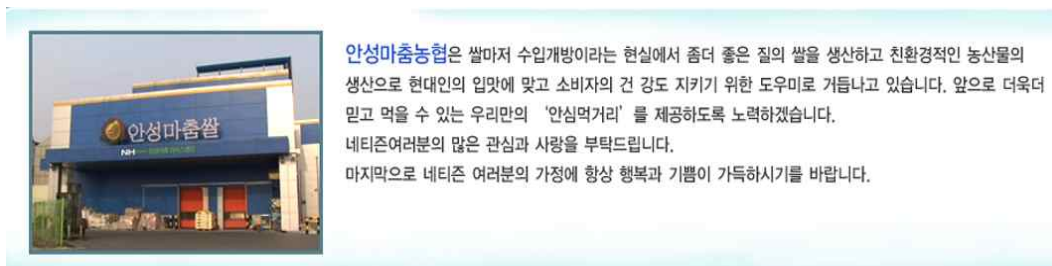 안성마춤쌀
NH
안성마춤농협은 쌀마저 수입개방이라는 현실에서 좀더 좋은 질의 쌀을 생산하고 친환경적인 농산물의
생산으로 현대인의 입맛에 맞고 소비자의 건 강도 지키기 위한 도우미로 거듭나고 있습니다. 앞으로 더욱더
믿고 먹을 수 있는 우리만의 ‘안심먹거리’를 제공하도록 노력하겠습니다.
네티즌여러분의 많은 관심과 사랑을 부탁드립니다.
마지막으로 네티즌 여러분의 가정에 항상 행복과 기쁨이 가득하시기를 바랍니다.